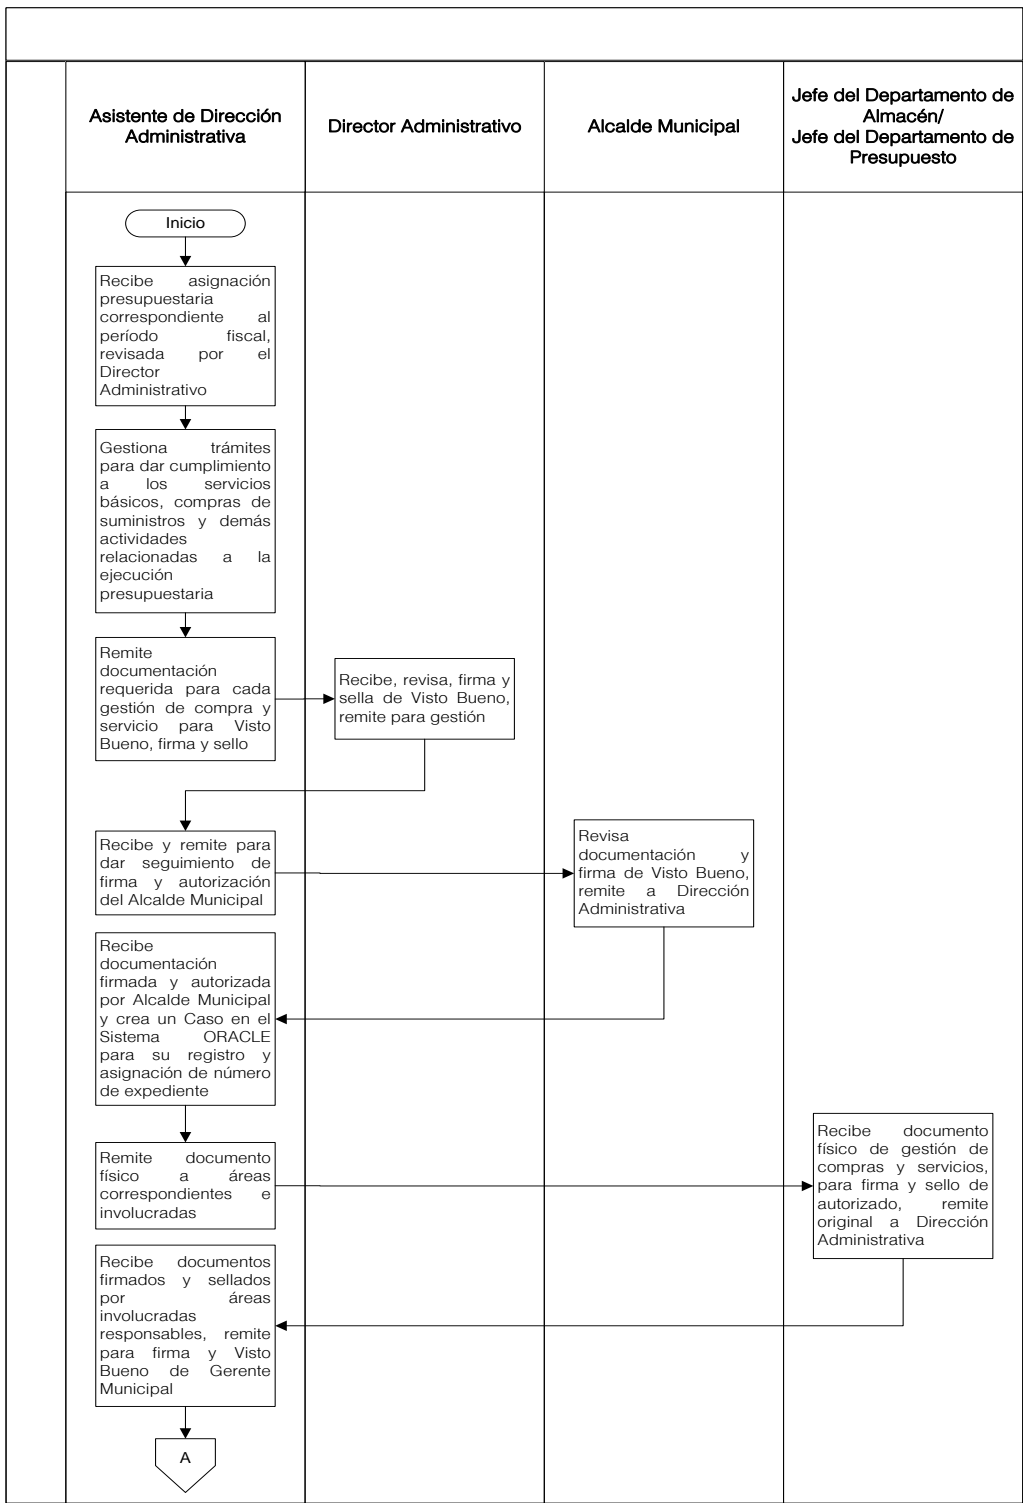 Asistente de Dirección
Administrativa
Director Administrativo
Alcalde Municipal
Jefe del Departamento de
Almacén/
Jefe del Departamento de
Presupuesto
Inicio
Recibe asignación
presupuestaria
correspondiente al
período fiscal,
revisada por el
Director
Administrativo
Gestiona trámites
para dar cumplimiento
a los servicios
básicos, compras de
suministros y demás
actividades
relacionadas a la
ejecución
presupuestaria
Remite
documentación
requerida para cada
gestión de compra y
servicio para Visto
Bueno, firma y sello
Recibe, revisa, firma y
sella de Visto Bueno,
remite para gestión
Recibe y remite para
dar seguimiento de
firma y autorización
del Alcalde Municipal
Revisa
documentación y
firma de Visto Bueno,
remite a Dirección
Administrativa
Recibe
documentación
firmada y autorizada
por Alcalde Municipal
y crea un Caso en el
Sistema ORACLE
para su registro y
asignación de número
de expediente
Remite documento
físico a áreas
correspondientes e
involucradas
Recibe documento
físico de gestión de
compras y servicios,
para firma y sello de
autorizado, remite
original a Dirección
Administrativa
Recibe documentos
firmados y sellados
por áreas
involucradas
responsables, remite
para firma y Visto
Bueno de Gerente
Municipal
A